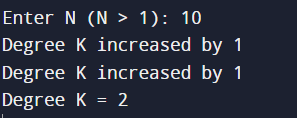 Enter N (N > 1): 10
Degree K increased by 1
Degree K increased by 1
Degree K = 2